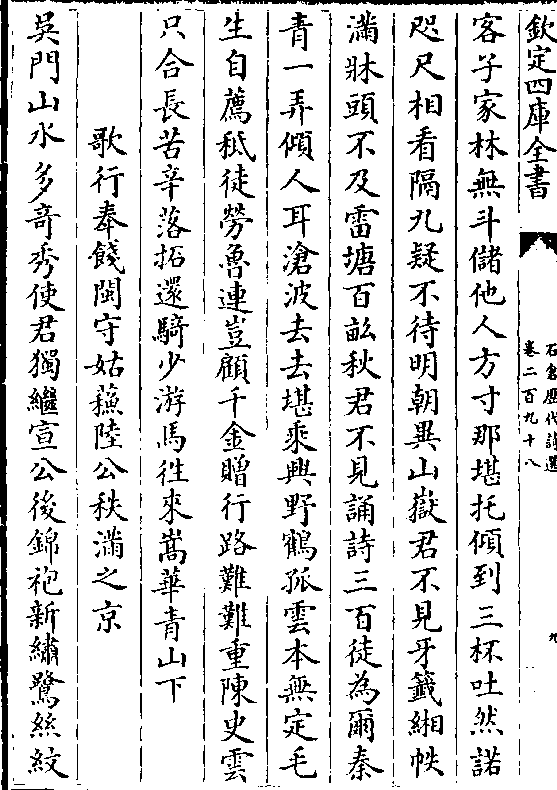 欽定四庫全書
石倉歷代詩選
卷二百九十八
九
客子家林無斗儲他人方寸那堪托傾到三杯吐然諾
咫尺相看隔九疑不待明朝異山嶽君不見牙籤緗帙
滿牀頭不及雷塘百畝秋君不見誦詩三百徒為爾秦
青一弄傾人耳滄波去去堪乘興野鶴孤雲本無定毛
生自薦秪徒勞魯連豈顧千金贈行路難難重陳史雲
只合長苦辛落拓還騎少游馬徃來嵩華青山下
歌行奉餞閩守姑蘇陸公秩滿之京
吳門山水多竒秀使君獨繼宣公後錦袍新繡鷺絲紋